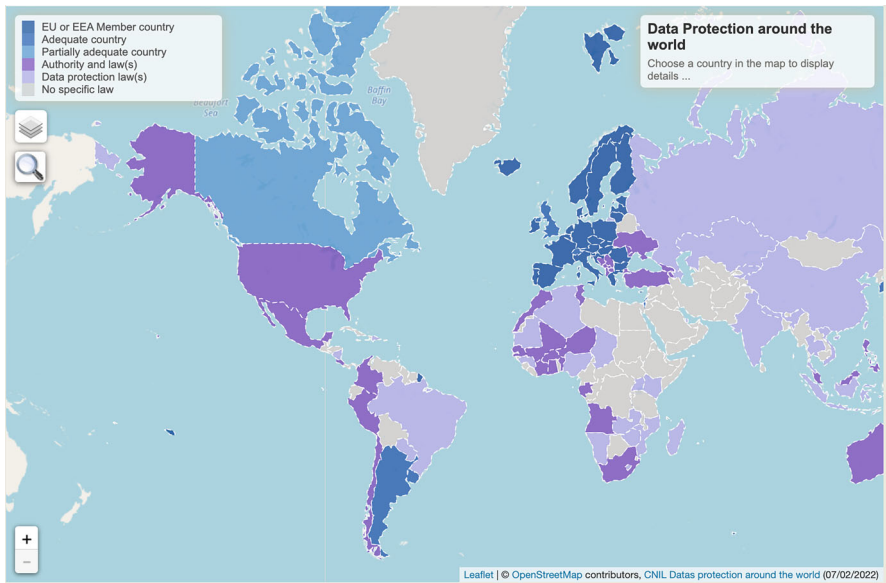 EU or EEA Member country
Adequate country
Partially adequate country
Authority and law(s)
Data protection law(s)
No specific law
Data Protection around the
world
Choose a country in the map to display
details ...
Beaufort
Sea
Baffin
Bay
+
−
Leaflet | © OpenStreetMap contributors, CNIL Datas protection around the world (07/02/2022)